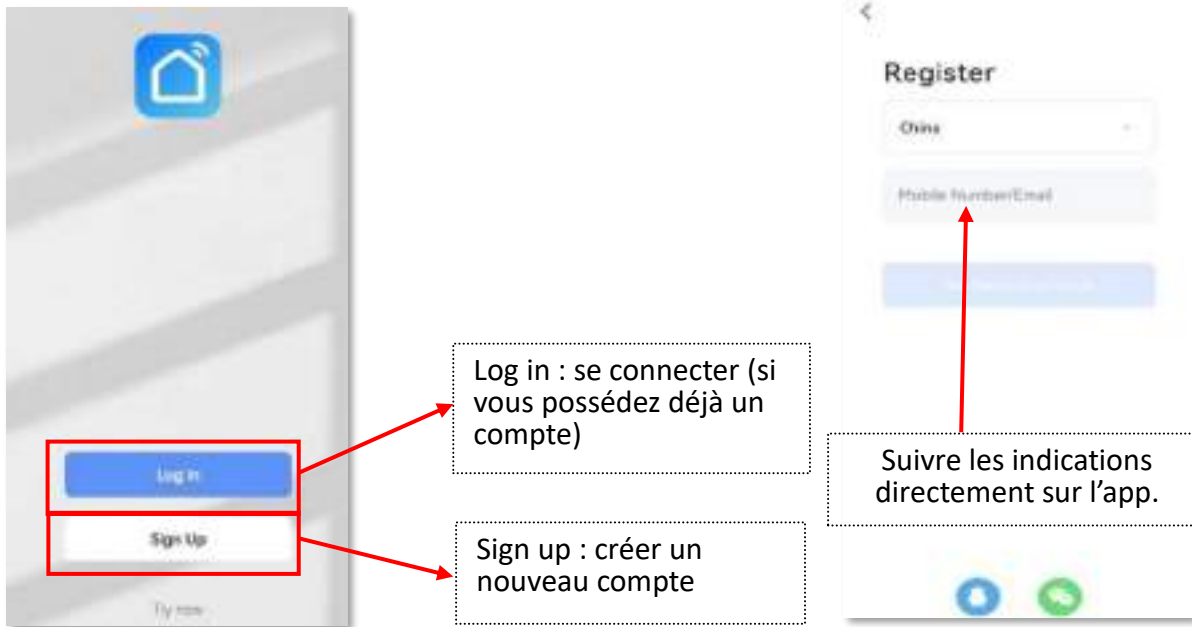 Register
China
Mobile Number/Email
Log in : se connecter (si
vous possédez déjà un
compte)
Log In
Suivre les indications
directement sur l’app.
Sign Up
Sign up : créer un
nouveau compte
Try now